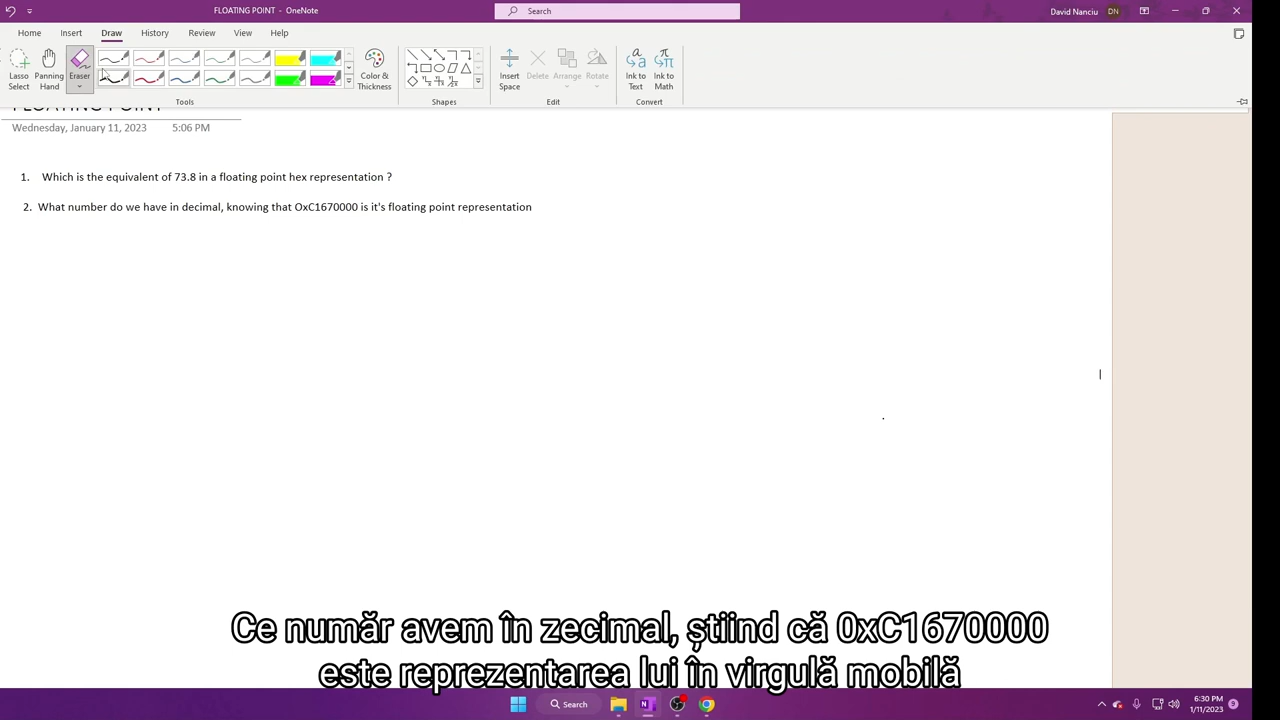 FLOATING POINT - OneNote
Search
David Nanciu DN
Home Insert Draw History Review View Help
Lasso Select
Panning Hand
Eraser
Color & Thickness
Insert Space
Delete
Arrange
Rotate
Ink to Text
Ink to Math
Tools Shapes Edit Convert
FLOATING POINT
Wednesday, January 11, 2023 5:06 PM
1. Which is the equivalent of 73.8 in a floating point hex representation ?
2. What number do we have in decimal, knowing that OxC1670000 is it's floating point representation
Ce număr avem în zecimal, știind că 0xC1670000
este reprezentarea lui în virgulă mobilă
Search
6:30 PM
1/11/2023
3